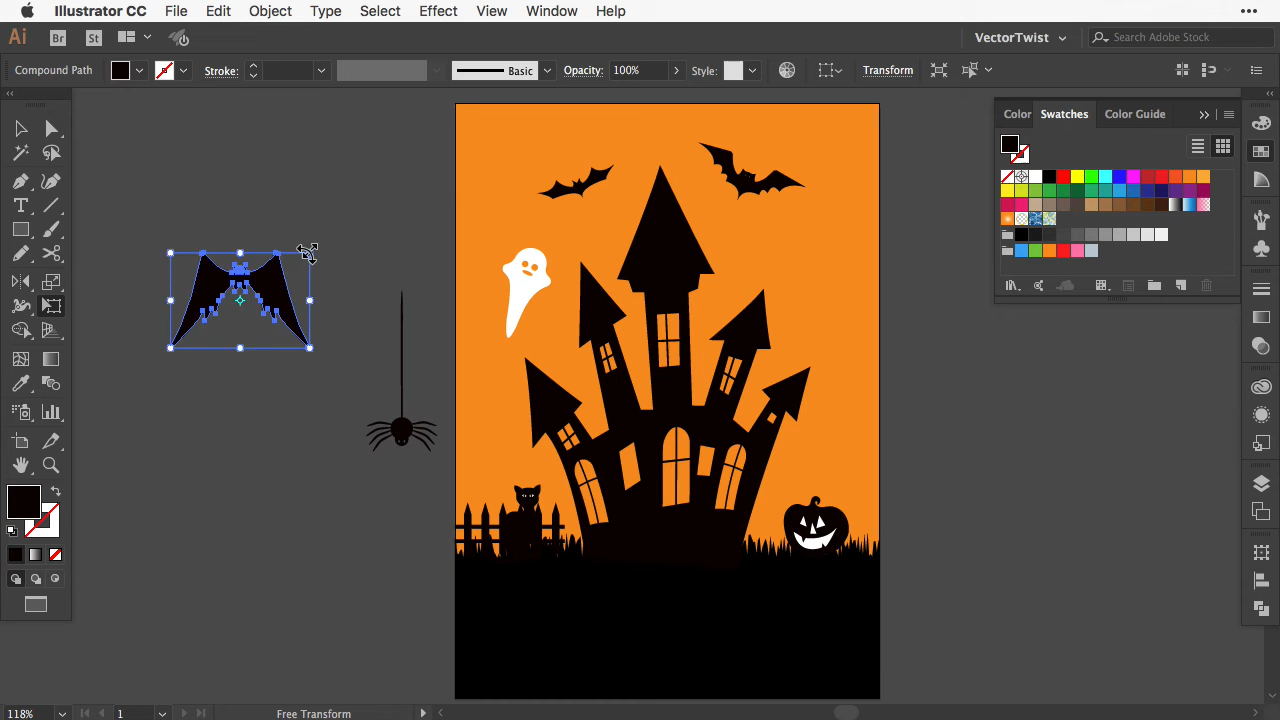 Illustrator CC File Edit Object Type Select Effect View Window Help
Ai Br St VectorTwist Search Adobe Stock
Compound Path Stroke: Basic Opacity: 100% Style: Transform
Color Swatches Color Guide
118% 1 Free Transform